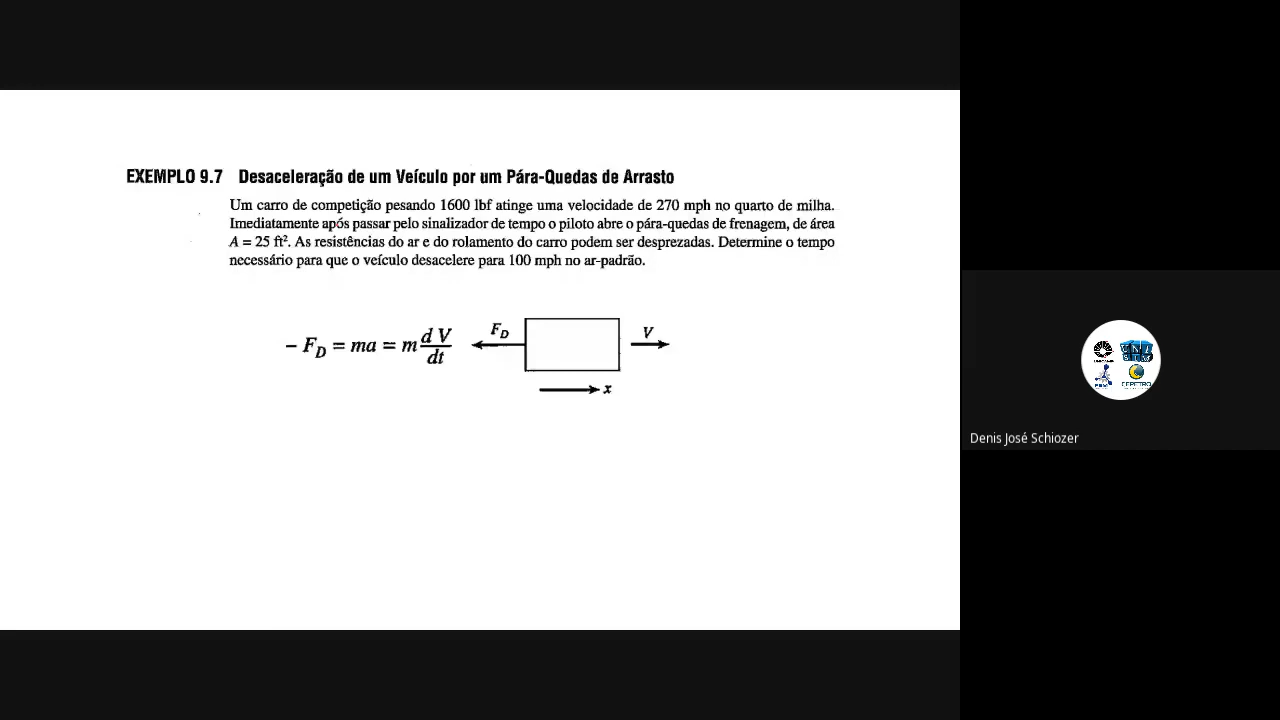 EXEMPLO 9.7 Desaceleração de um Veículo por um Pára-Quedas de Arrasto
Um carro de competição pesando 1600 lbf atinge uma velocidade de 270 mph no quarto de milha.
Imediatamente após passar pelo sinalizador de tempo o piloto abre o pára-quedas de frenagem, de área
A = 25 ft². As resistências do ar e do rolamento do carro podem ser desprezadas. Determine o tempo
necessário para que o veículo desacelere para 100 mph no ar-padrão.
− F_D = ma = m dV/dt
F_D
V
x
Denis José Schiozer